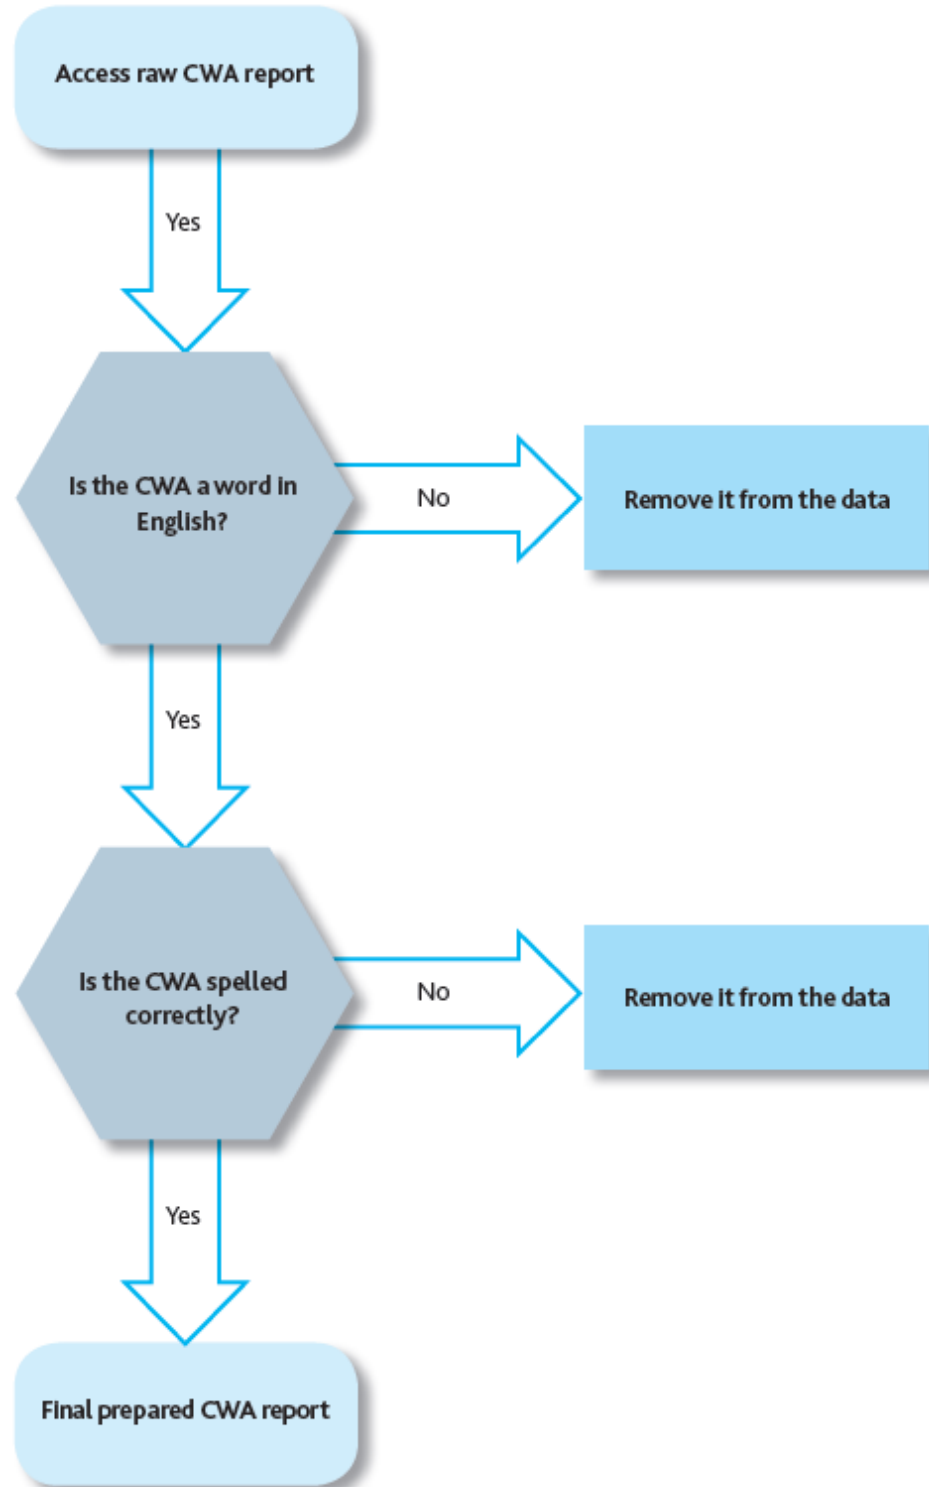 Access raw CWA report
Yes
Is the CWA a word in
English?
No
Remove it from the data
Yes
Is the CWA spelled
correctly?
No
Remove it from the data
Yes
Final prepared CWA report